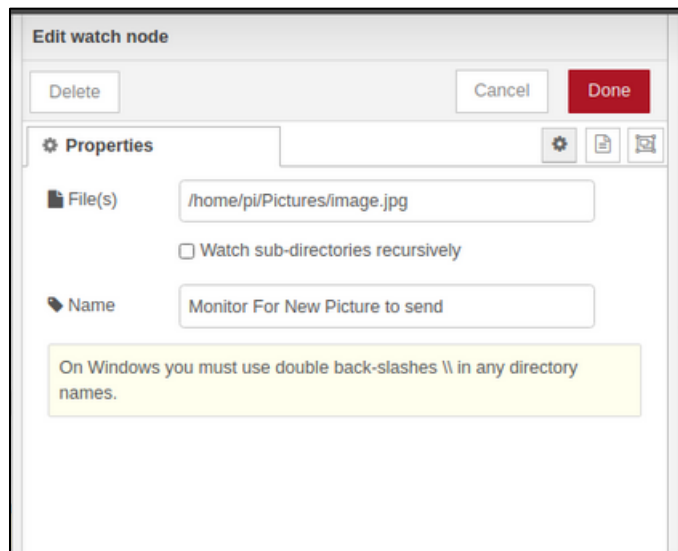 Edit watch node
Delete Cancel Done
Properties
File(s) /home/pi/Pictures/image.jpg
Watch sub-directories recursively
Name Monitor For New Picture to send
On Windows you must use double back-slashes \\ in any directory
names.